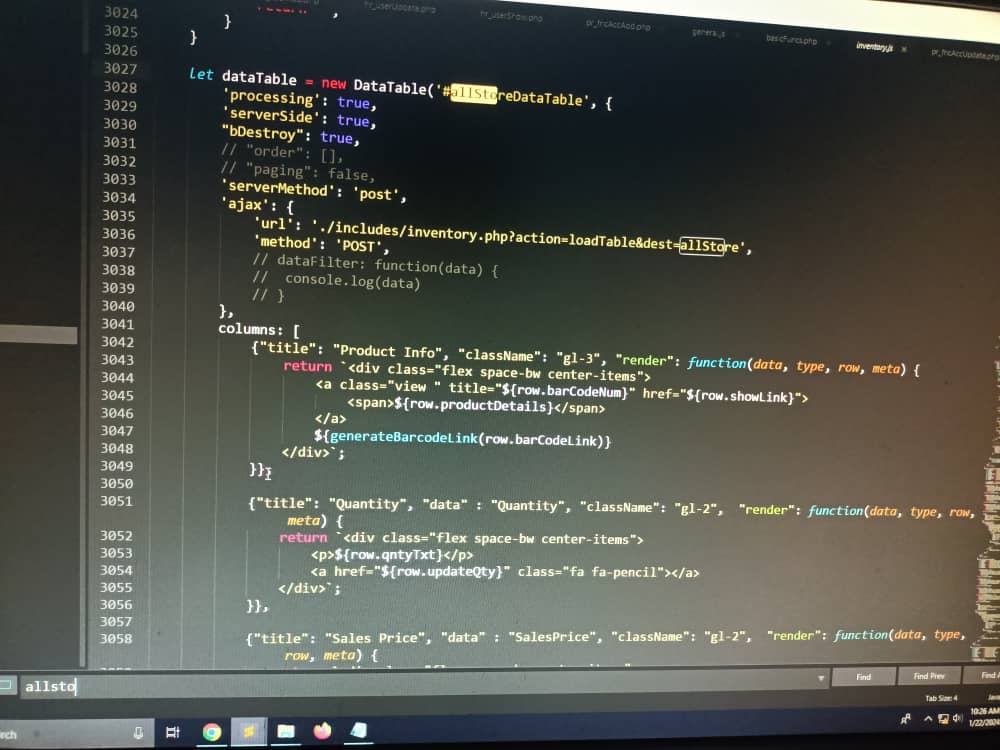 hr_userUpdate.php
hr_userShow.php
pr_fncAccAdd.php
general.js
basicFuncs.php
inventory.js ×
pr_fncAccUpdate.php
3024 }
3025 }
3026
3027 let dataTable = new DataTable('#allStoreDataTable', {
3028 'processing': true,
3029 'serverSide': true,
3030 "bDestroy": true,
3031 // "order": [],
3032 // "paging": false,
3033 'serverMethod': 'post',
3034 'ajax': {
3035 'url': './includes/inventory.php?action=loadTable&dest=allStore',
3036 'method': 'POST',
3037 // dataFilter: function(data) {
3038 // console.log(data)
3039 // }
3040 },
3041 columns: [
3042 {"title": "Product Info", "className": "gl-3", "render": function(data, type, row, meta) {
3043 return `<div class="flex space-bw center-items">
3044 <a class="view " title="${row.barCodeNum}" href="${row.showLink}">
3045 <span>${row.productDetails}</span>
3046 </a>
3047 ${generateBarcodeLink(row.barCodeLink)}
3048 </div>`;
3049 }},
3050
3051 {"title": "Quantity", "data" : "Quantity", "className": "gl-2", "render": function(data, type, row,
meta) {
3052 return `<div class="flex space-bw center-items">
3053 <p>${row.qntyTxt}</p>
3054 <a href="${row.updateQty}" class="fa fa-pencil"></a>
3055 </div>`;
3056 }},
3057
3058 {"title": "Sales Price", "data" : "SalesPrice", "className": "gl-2", "render": function(data, type,
row, meta) {
allsto
Find
Find Prev
Find
Tab Size: 4
10:26 AM
1/22/2024